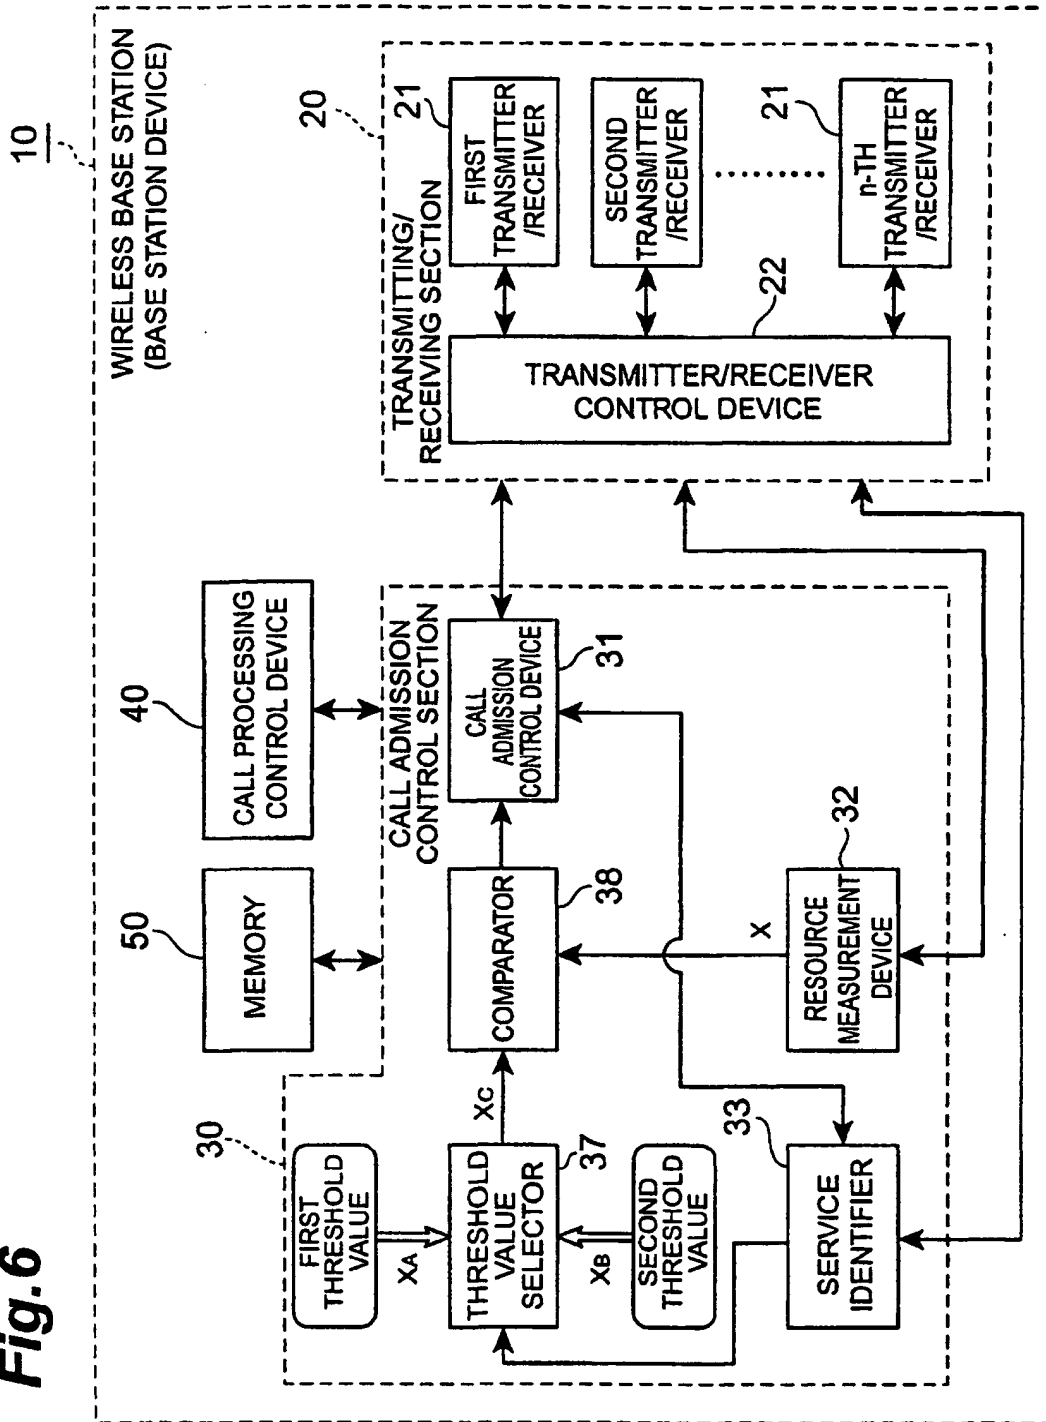 Fig.6
10
WIRELESS BASE STATION
(BASE STATION DEVICE)
50
MEMORY
40
CALL PROCESSING
CONTROL DEVICE
20
TRANSMITTING/
RECEIVING SECTION
21
FIRST
TRANSMITTER
/RECEIVER
SECOND
TRANSMITTER
/RECEIVER
21
n-TH
TRANSMITTER
/RECEIVER
22
TRANSMITTER/RECEIVER
CONTROL DEVICE
30
CALL ADMISSION
CONTROL SECTION
FIRST
THRESHOLD
VALUE
XA
THRESHOLD
VALUE
SELECTOR
37
XC
COMPARATOR
38
CALL
ADMISSION
CONTROL DEVICE
31
XB
SECOND
THRESHOLD
VALUE
X
33
SERVICE
IDENTIFIER
32
RESOURCE
MEASUREMENT
DEVICE